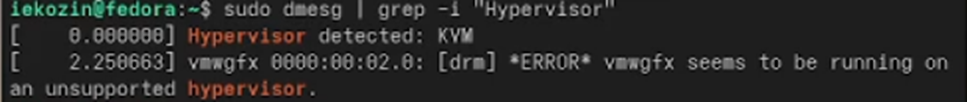 iekozin@fedora:~$ sudo dmesg | grep -i "Hypervisor"
[    0.000000] Hypervisor detected: KVM
[    2.250663] vmwgfx 0000:00:02.0: [drm] *ERROR* vmwgfx seems to be running on
an unsupported hypervisor.